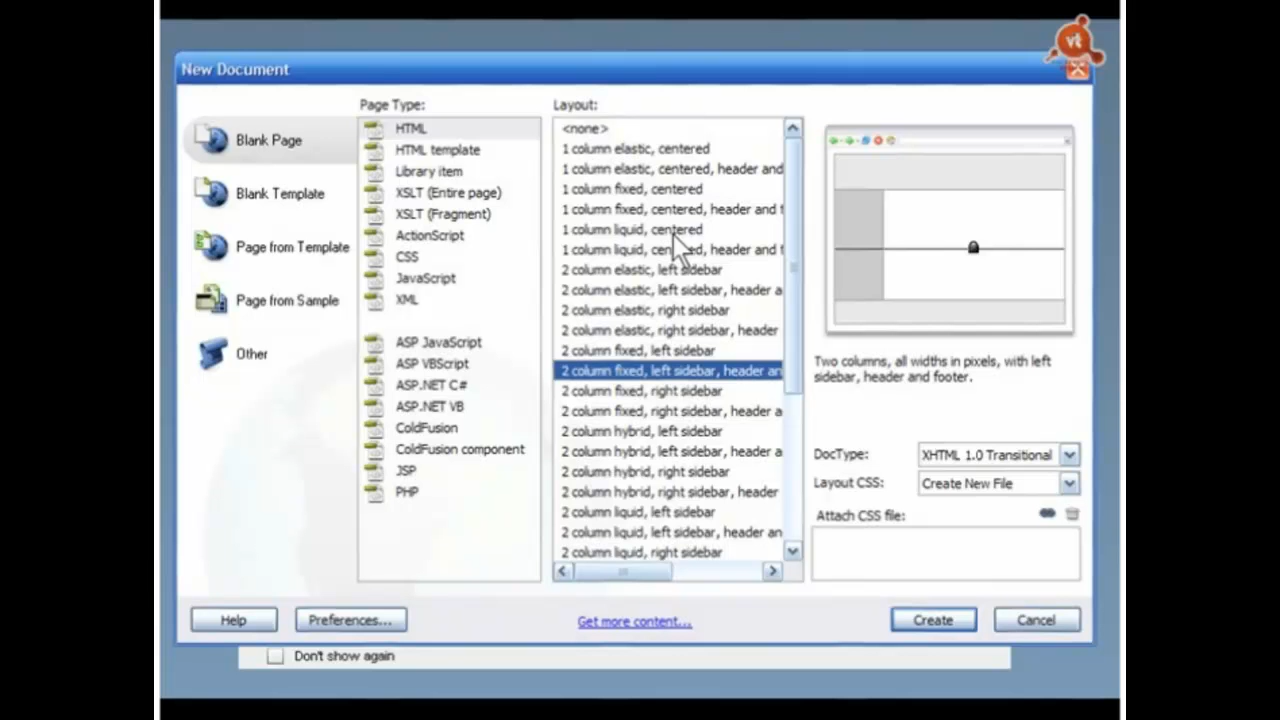 vt
New Document
Page Type:
Layout:
Blank Page
Blank Template
Page from Template
Page from Sample
Other
HTML
HTML template
Library item
XSLT (Entire page)
XSLT (Fragment)
ActionScript
CSS
JavaScript
XML
ASP JavaScript
ASP VBScript
ASP.NET C#
ASP.NET VB
ColdFusion
ColdFusion component
JSP
PHP
<none>
1 column elastic, centered
1 column elastic, centered, header and
1 column fixed, centered
1 column fixed, centered, header and f
1 column liquid, centered
1 column liquid, centered, header and f
2 column elastic, left sidebar
2 column elastic, left sidebar, header a
2 column elastic, right sidebar
2 column elastic, right sidebar, header
2 column fixed, left sidebar
2 column fixed, left sidebar, header an
2 column fixed, right sidebar
2 column fixed, right sidebar, header a
2 column hybrid, left sidebar
2 column hybrid, left sidebar, header a
2 column hybrid, right sidebar
2 column hybrid, right sidebar, header
2 column liquid, left sidebar
2 column liquid, left sidebar, header an
2 column liquid, right sidebar
Two columns, all widths in pixels, with left
sidebar, header and footer.
DocType: XHTML 1.0 Transitional
Layout CSS: Create New File
Attach CSS file:
Help
Preferences...
Get more content...
Create
Cancel
Don't show again